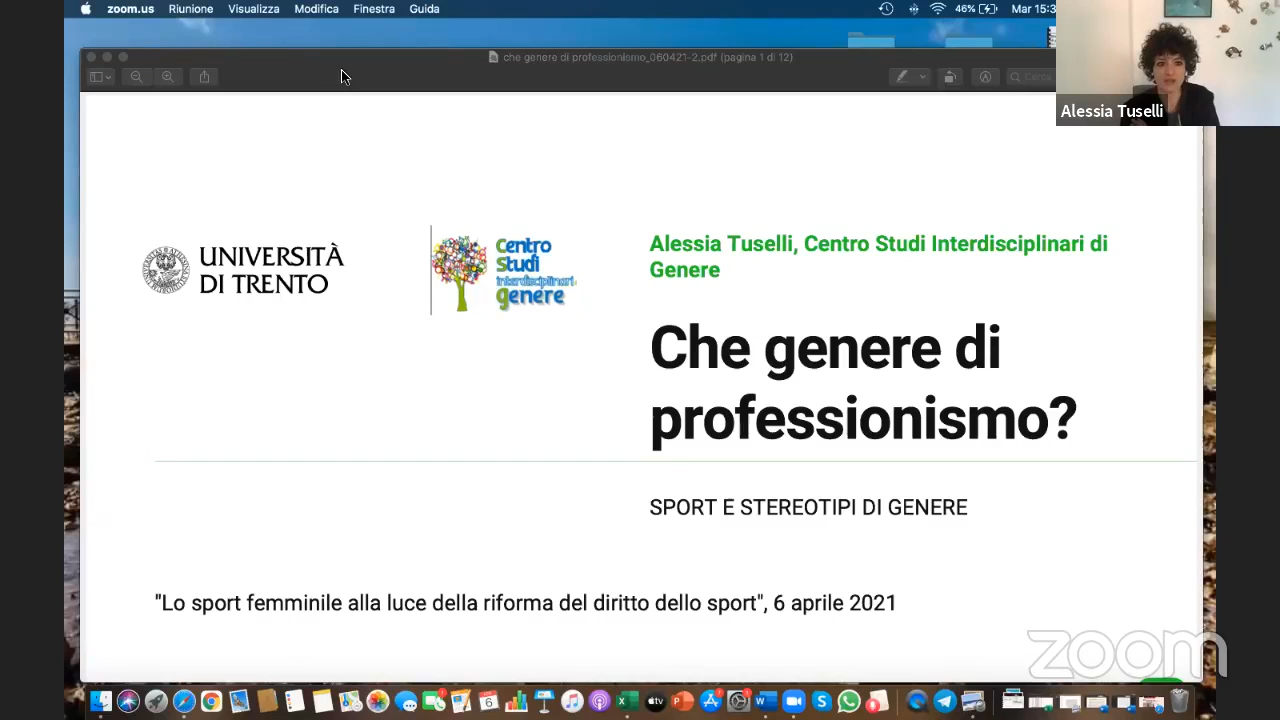 zoom.us Riunione Visualizza Modifica Finestra Guida 46% Mar 15:3
che genere di professionismo_060421-2.pdf (pagina 1 di 12)
Cerca
Alessia Tuselli
UNIVERSITÀ
DI TRENTO
Centro
Studi
interdisciplinari
genere
Alessia Tuselli, Centro Studi Interdisciplinari di
Genere
Che genere di
professionismo?
SPORT E STEREOTIPI DI GENERE
"Lo sport femminile alla luce della riforma del diritto dello sport", 6 aprile 2021
zoom